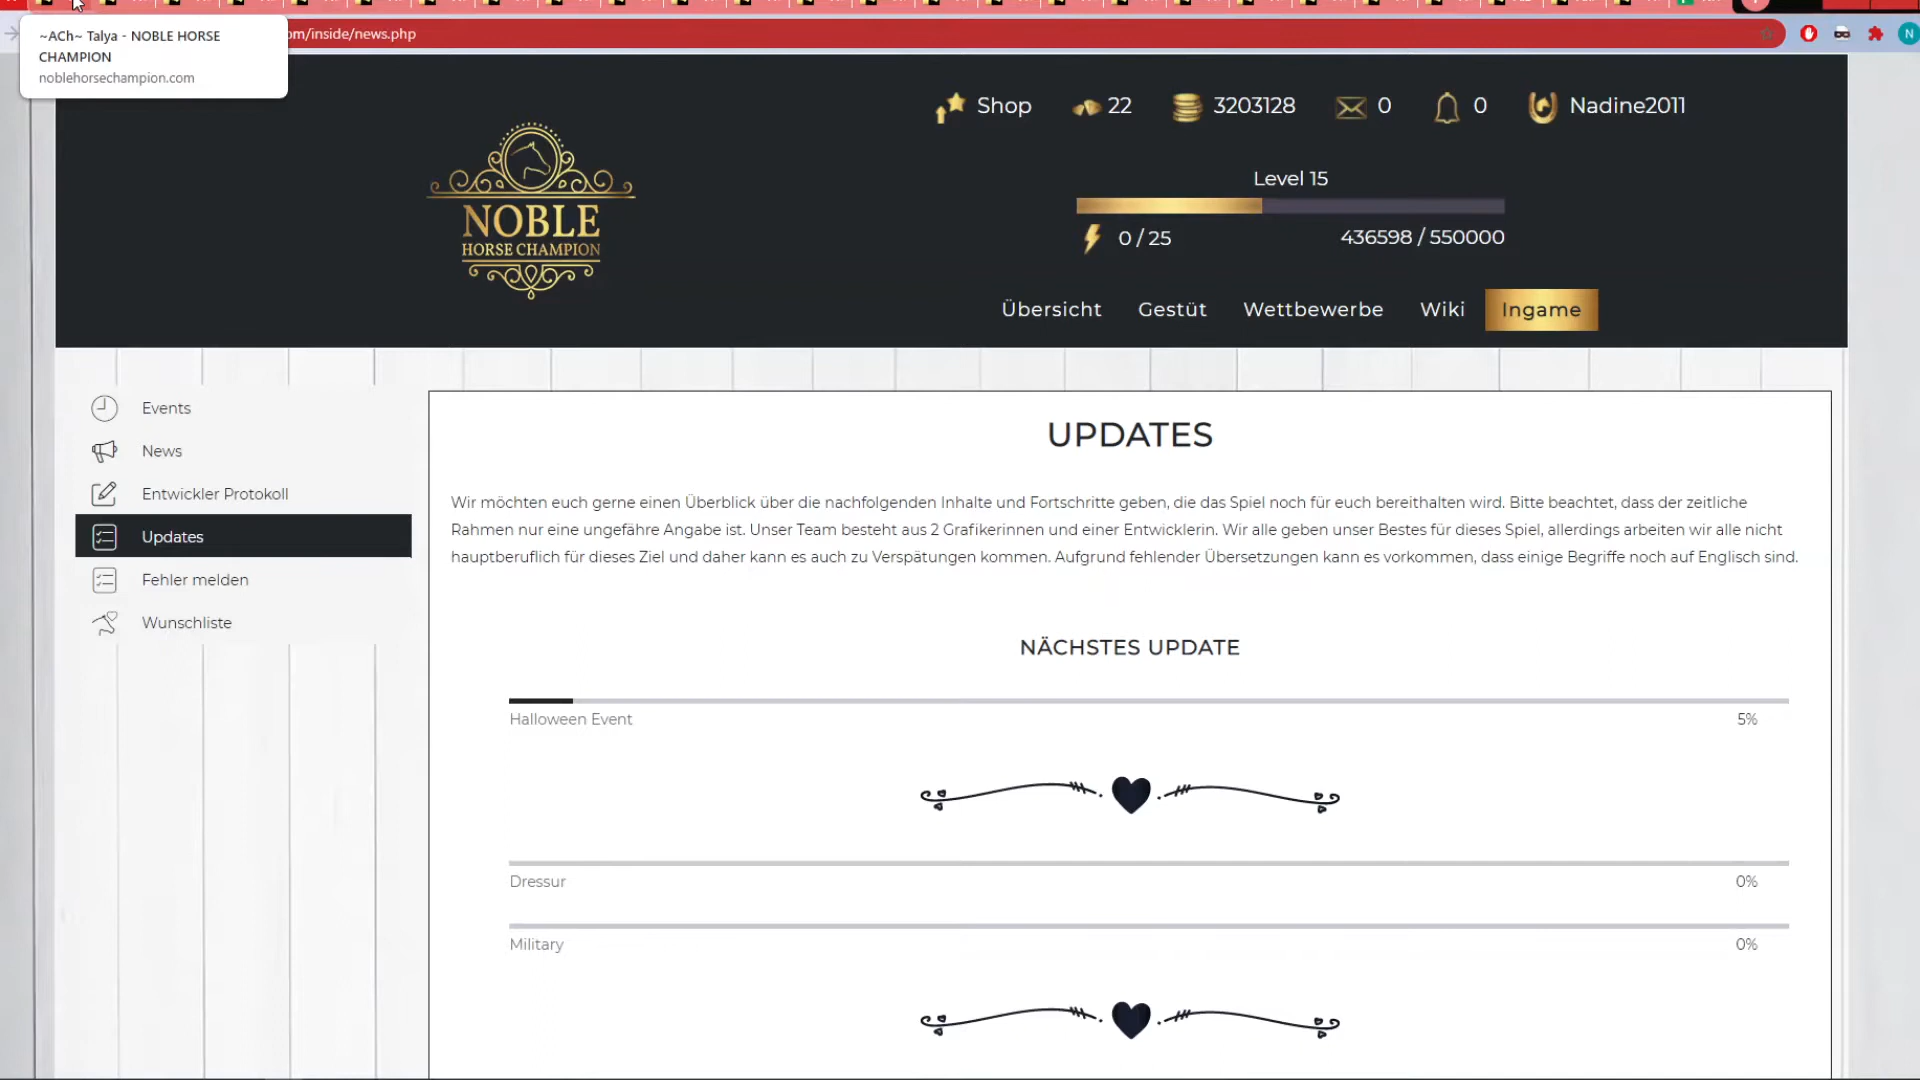 ~ACh~ Talya - NOBLE HORSE
CHAMPION
noblehorsechampion.com
om/inside/news.php
N
Shop
22
3203128
0
0
Nadine2011
NOBLE
HORSE CHAMPION
Level 15
0 / 25
436598 / 550000
Übersicht
Gestüt
Wettbewerbe
Wiki
Ingame
Events
News
Entwickler Protokoll
Updates
Fehler melden
Wunschliste
UPDATES
Wir möchten euch gerne einen Überblick über die nachfolgenden Inhalte und Fortschritte geben, die das Spiel noch für euch bereithalten wird. Bitte beachtet, dass der zeitliche
Rahmen nur eine ungefähre Angabe ist. Unser Team besteht aus 2 Grafikerinnen und einer Entwicklerin. Wir alle geben unser Bestes für dieses Spiel, allerdings arbeiten wir alle nicht
hauptberuflich für dieses Ziel und daher kann es auch zu Verspätungen kommen. Aufgrund fehlender Übersetzungen kann es vorkommen, dass einige Begriffe noch auf Englisch sind.
NÄCHSTES UPDATE
Halloween Event
5%
Dressur
0%
Military
0%